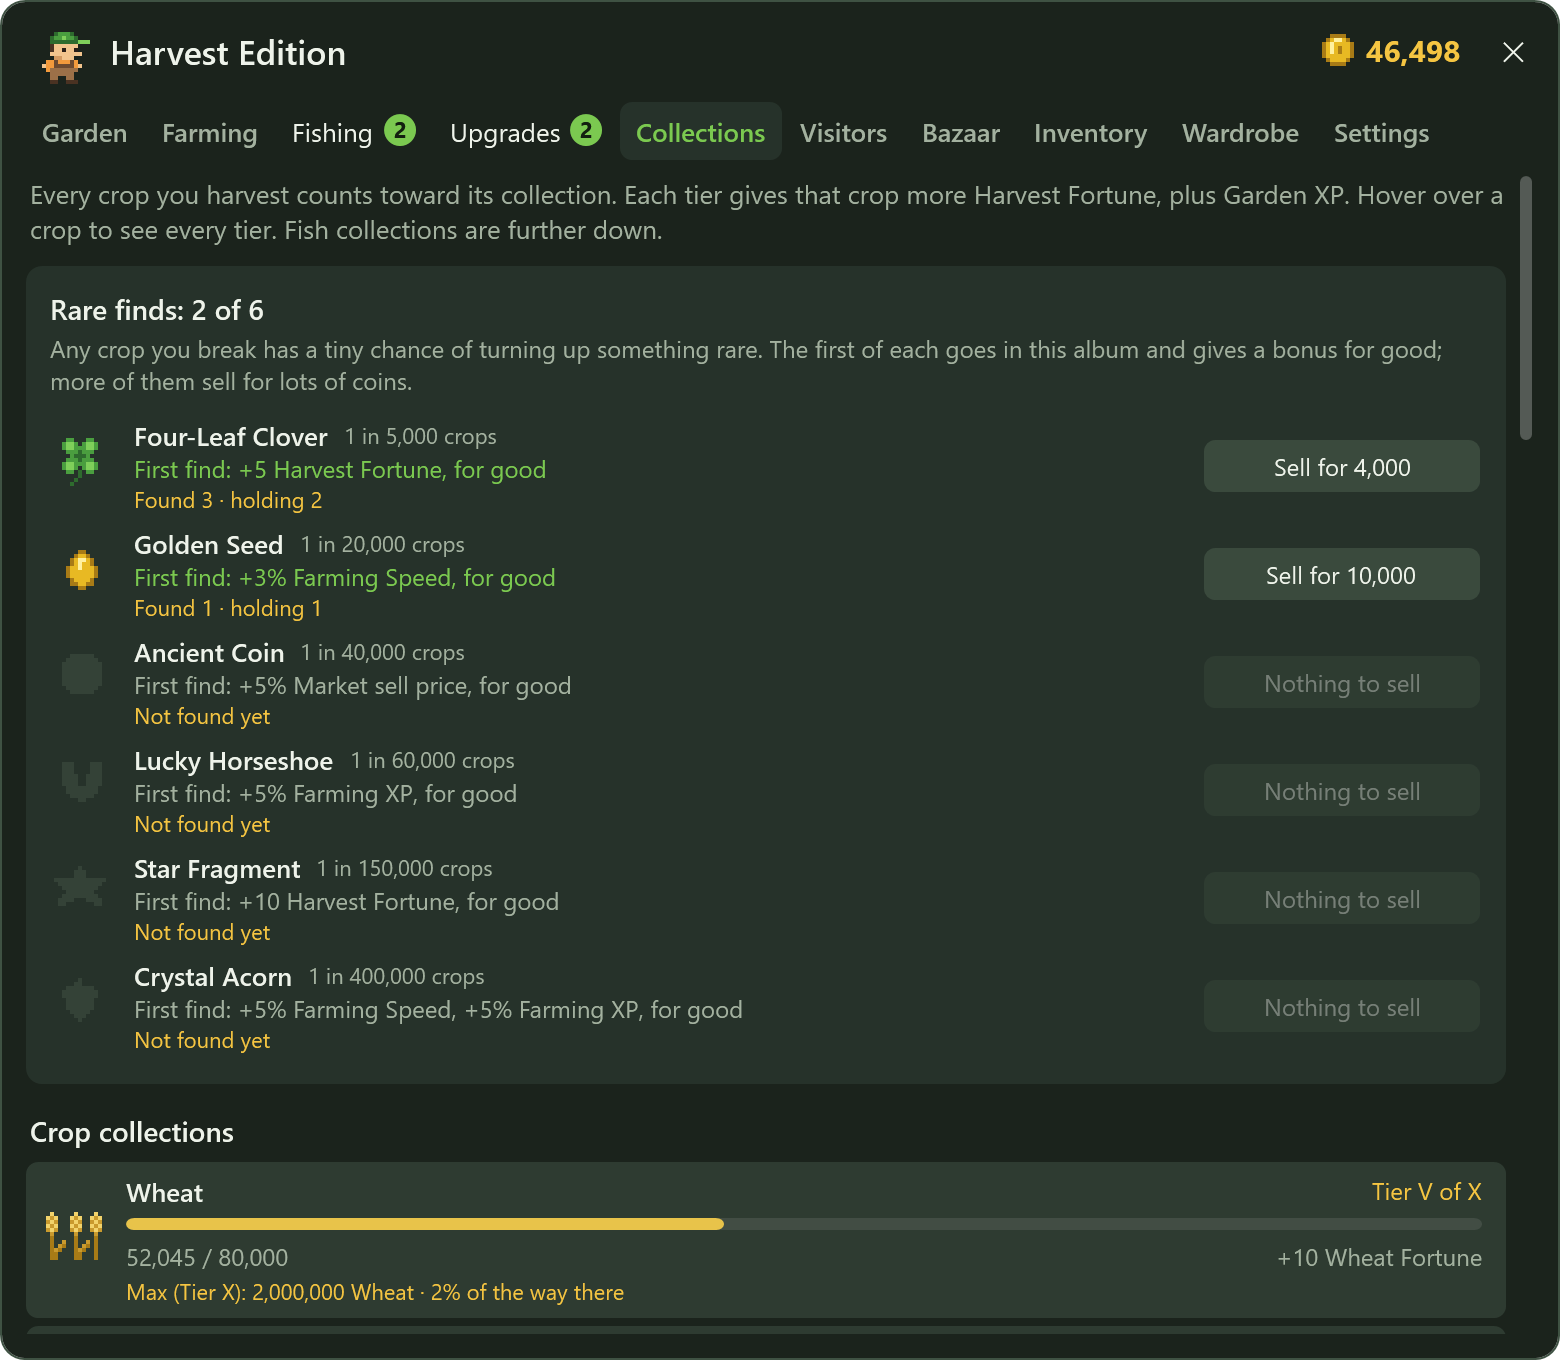 Harvest Edition
46,498
Garden Farming Fishing 2 Upgrades 2 Collections Visitors Bazaar Inventory Wardrobe Settings
Every crop you harvest counts toward its collection. Each tier gives that crop more Harvest Fortune, plus Garden XP. Hover over a
crop to see every tier. Fish collections are further down.
Rare finds: 2 of 6
Any crop you break has a tiny chance of turning up something rare. The first of each goes in this album and gives a bonus for good;
more of them sell for lots of coins.
Four-Leaf Clover 1 in 5,000 crops
First find: +5 Harvest Fortune, for good
Found 3 · holding 2
Sell for 4,000
Golden Seed 1 in 20,000 crops
First find: +3% Farming Speed, for good
Found 1 · holding 1
Sell for 10,000
Ancient Coin 1 in 40,000 crops
First find: +5% Market sell price, for good
Not found yet
Nothing to sell
Lucky Horseshoe 1 in 60,000 crops
First find: +5% Farming XP, for good
Not found yet
Nothing to sell
Star Fragment 1 in 150,000 crops
First find: +10 Harvest Fortune, for good
Not found yet
Nothing to sell
Crystal Acorn 1 in 400,000 crops
First find: +5% Farming Speed, +5% Farming XP, for good
Not found yet
Nothing to sell
Crop collections
Wheat
Tier V of X
52,045 / 80,000
+10 Wheat Fortune
Max (Tier X): 2,000,000 Wheat · 2% of the way there